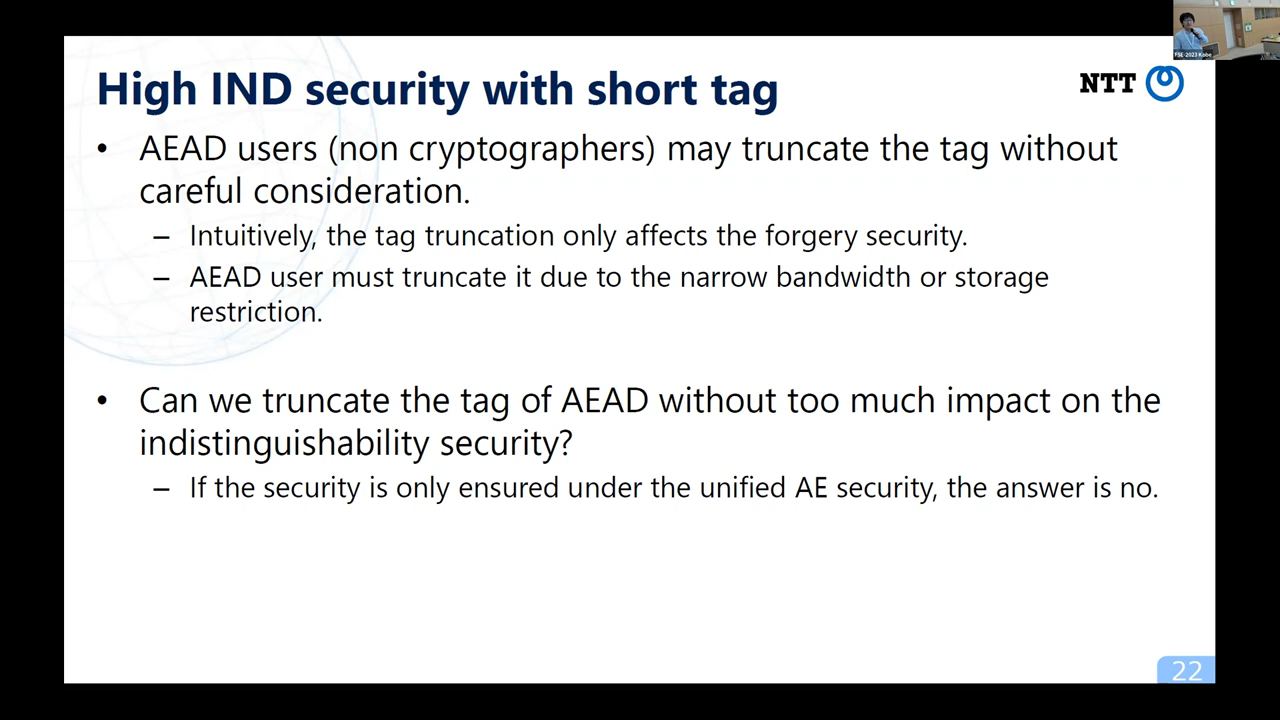 High IND security with short tag
NTT
• AEAD users (non cryptographers) may truncate the tag without
careful consideration.
– Intuitively, the tag truncation only affects the forgery security.
– AEAD user must truncate it due to the narrow bandwidth or storage
restriction.
• Can we truncate the tag of AEAD without too much impact on the
indistinguishability security?
– If the security is only ensured under the unified AE security, the answer is no.
22
FSE 2023 Kobe